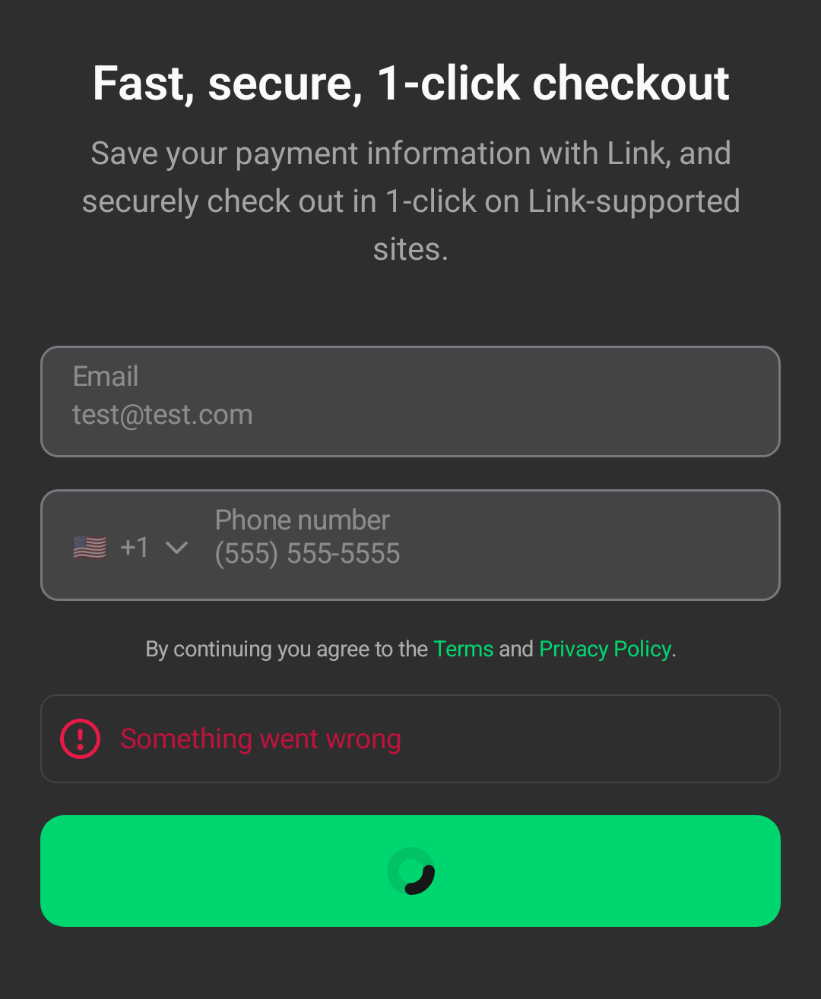 Fast, secure, 1-click checkout
Save your payment information with Link, and
securely check out in 1-click on Link-supported
sites.
Email
test@test.com
Phone number
+1 (555) 555-5555
By continuing you agree to the Terms and Privacy Policy.
Something went wrong